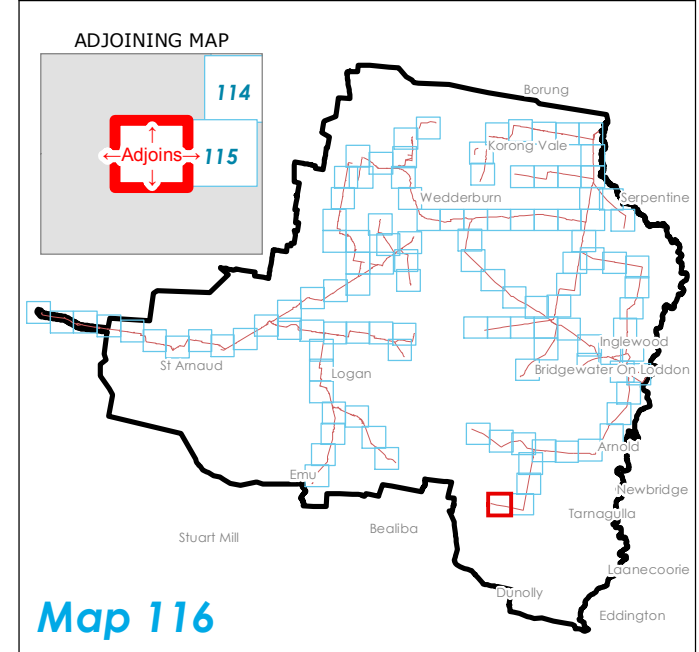 ADJOINING MAP
114
Adjoins
115
Borung
Korong Vale
Wedderburn
Serpentine
Inglewood
St Arnaud
Logan
Bridgewater On Loddon
Arnold
Emu
Newbridge
Tarnagulla
Bealiba
Stuart Mill
Laanecoorie
Dunolly
Eddington
Map 116